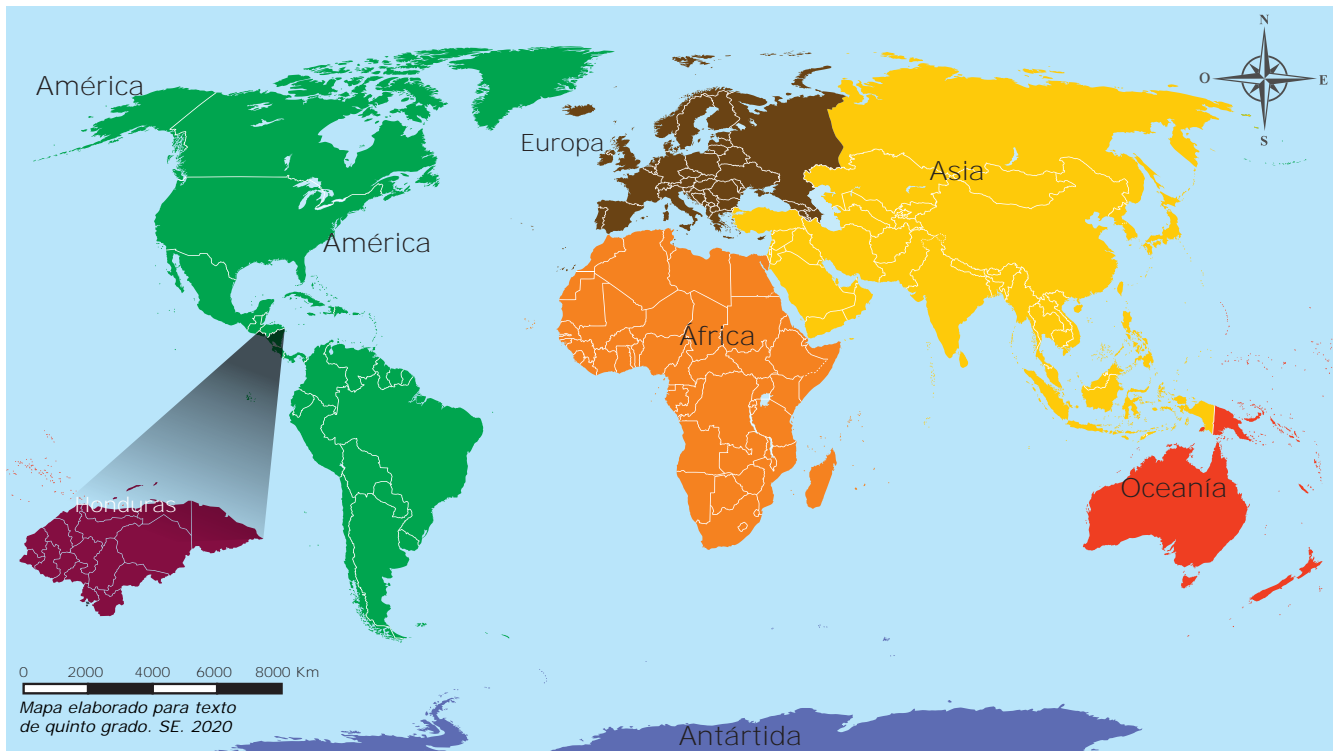 N
América
O
E
Europa
S
Asia
América
África
Oceanía
Honduras
0 2000 4000 6000 8000 Km
Mapa elaborado para texto
de quinto grado. SE. 2020
Antártida